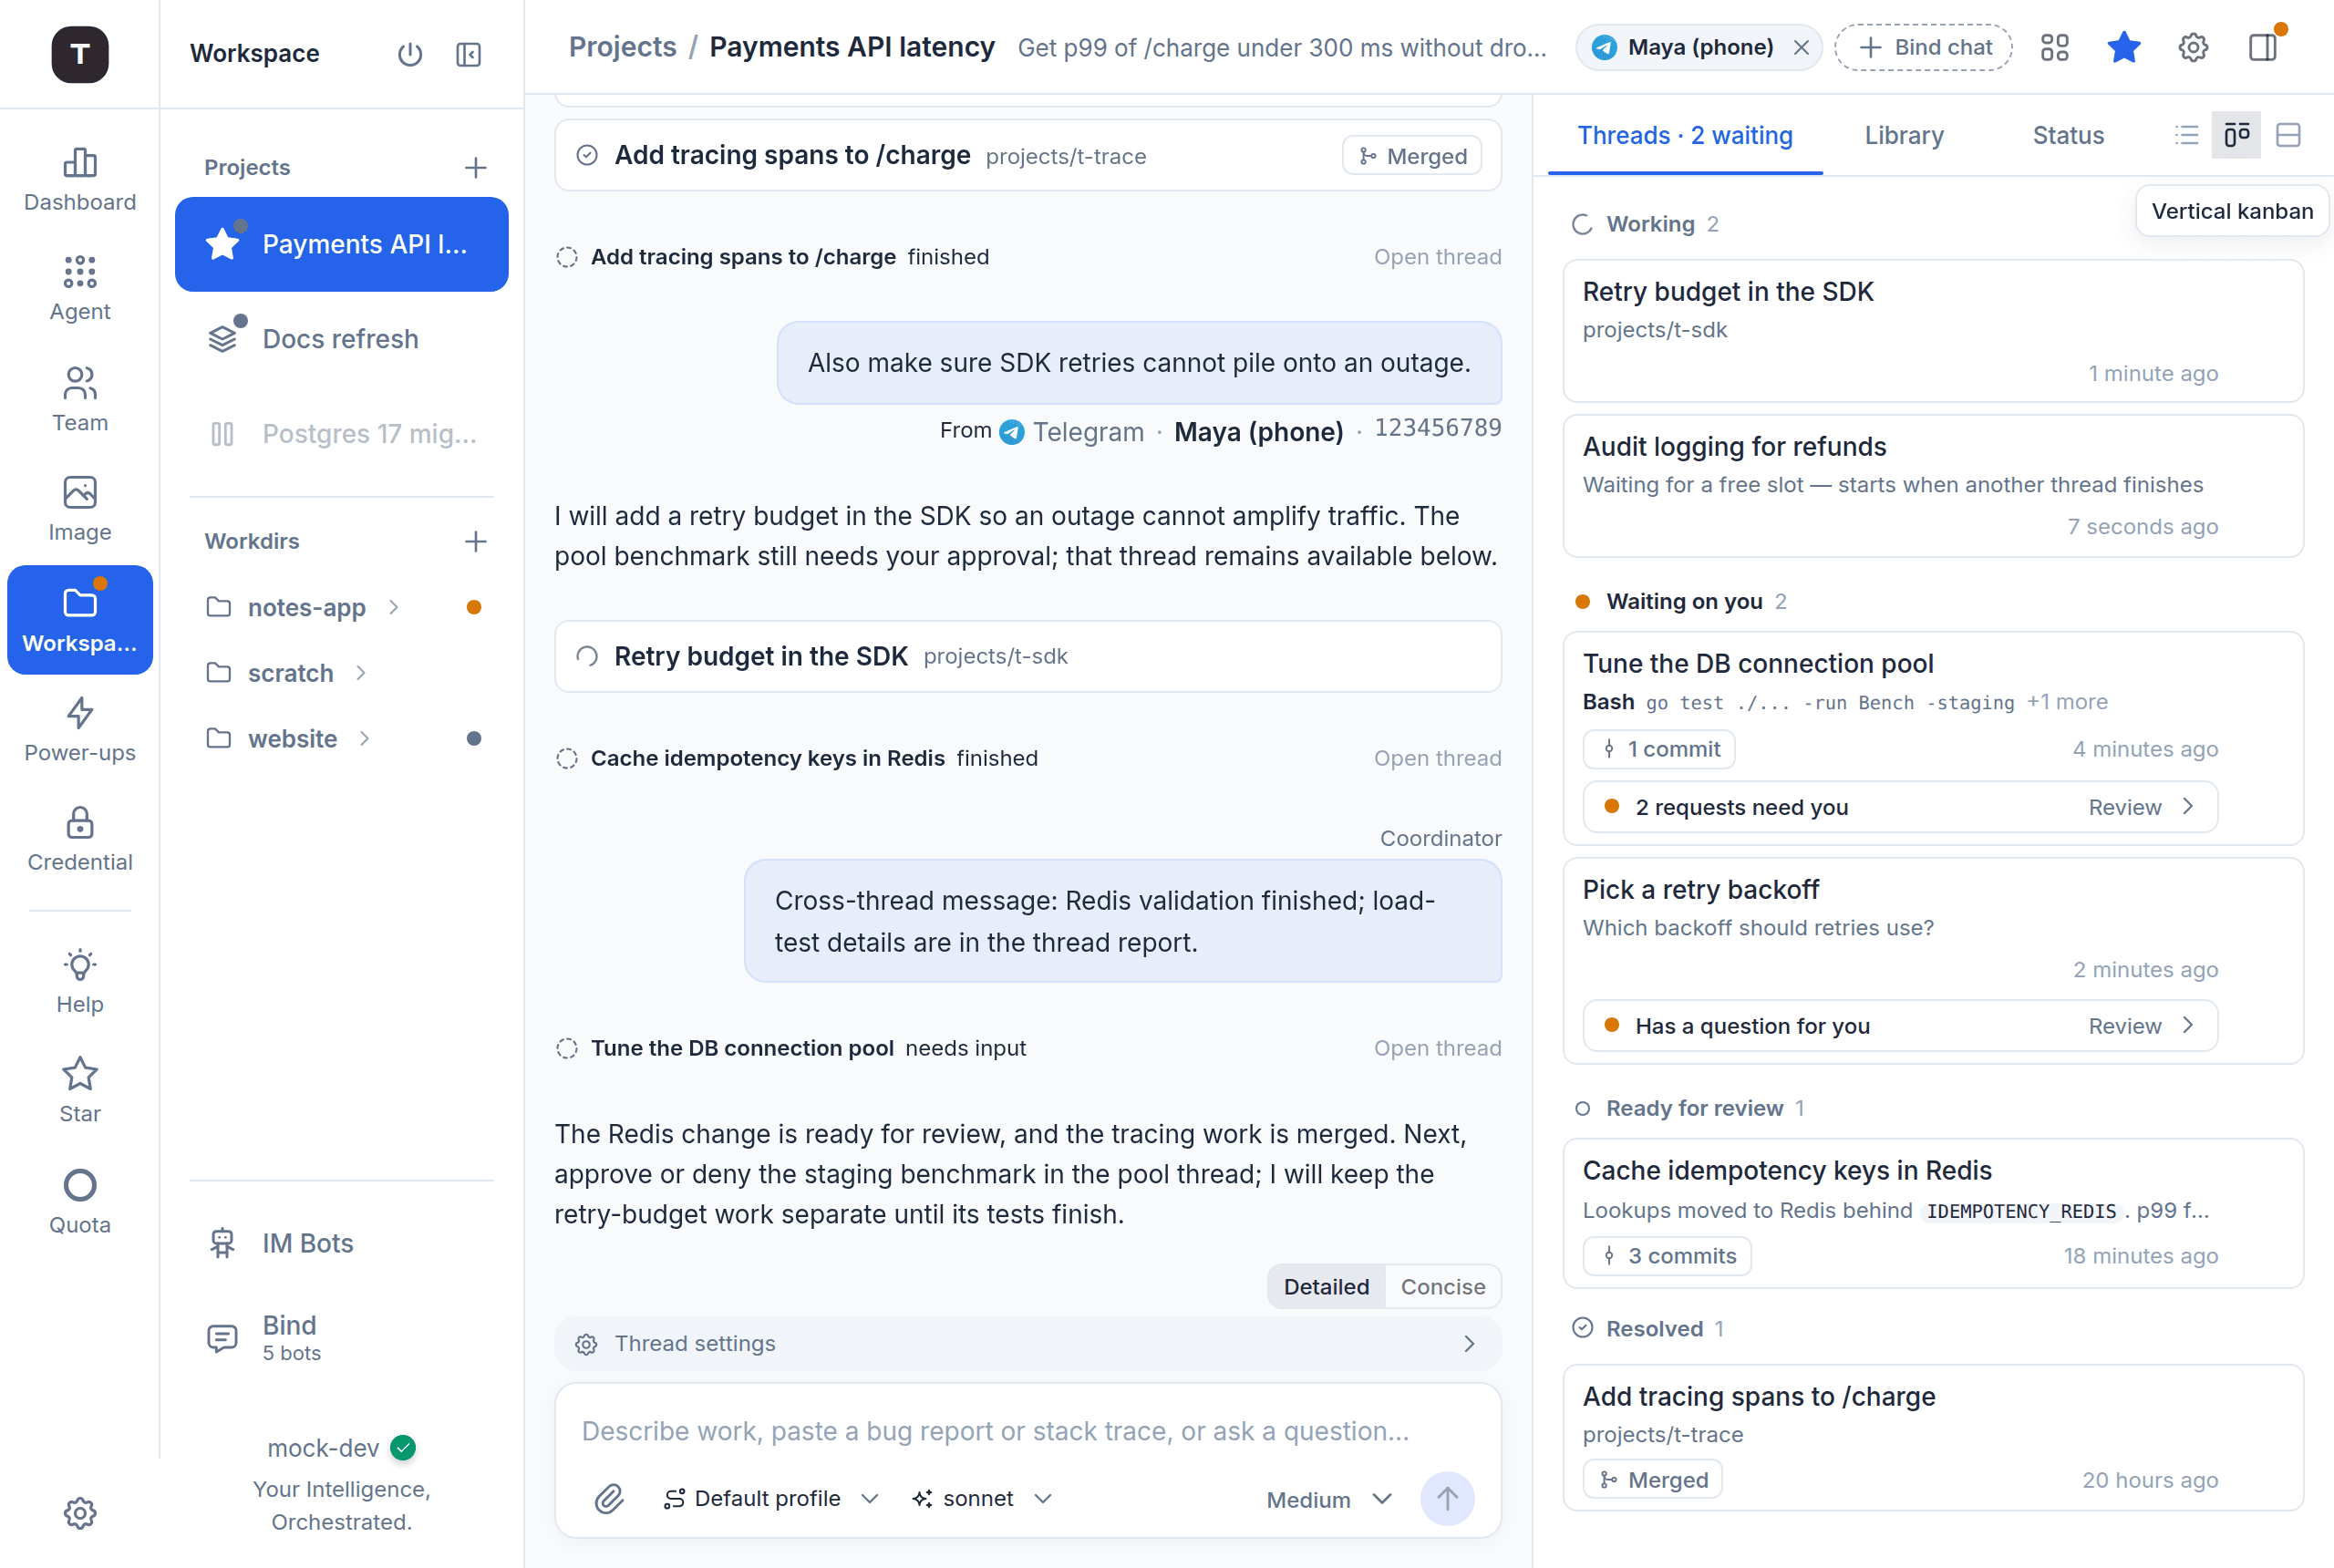 T
Dashboard
Agent
Team
Image
Workspa...
Power-ups
Credential
Help
Star
Quota
Workspace
Projects
Payments API l...
Docs refresh
Postgres 17 mig...
Workdirs
notes-app
scratch
website
IM Bots
Bind
5 bots
mock-dev
Your Intelligence,
Orchestrated.
Projects / Payments API latency Get p99 of /charge under 300 ms without dro... Maya (phone) Bind chat
Add tracing spans to /charge projects/t-trace Merged
Add tracing spans to /charge finished Open thread
Also make sure SDK retries cannot pile onto an outage.
From Telegram · Maya (phone) · 123456789
I will add a retry budget in the SDK so an outage cannot amplify traffic. The
pool benchmark still needs your approval; that thread remains available below.
Retry budget in the SDK projects/t-sdk
Cache idempotency keys in Redis finished Open thread
Coordinator
Cross-thread message: Redis validation finished; load-
test details are in the thread report.
Tune the DB connection pool needs input Open thread
The Redis change is ready for review, and the tracing work is merged. Next,
approve or deny the staging benchmark in the pool thread; I will keep the
retry-budget work separate until its tests finish.
Detailed Concise
Thread settings
Describe work, paste a bug report or stack trace, or ask a question...
Default profile sonnet Medium
Threads · 2 waiting Library Status
Vertical kanban
Working 2
Retry budget in the SDK
projects/t-sdk
1 minute ago
Audit logging for refunds
Waiting for a free slot — starts when another thread finishes
7 seconds ago
Waiting on you 2
Tune the DB connection pool
Bash go test ./... -run Bench -staging +1 more
1 commit 4 minutes ago
2 requests need you Review
Pick a retry backoff
Which backoff should retries use?
2 minutes ago
Has a question for you Review
Ready for review 1
Cache idempotency keys in Redis
Lookups moved to Redis behind IDEMPOTENCY_REDIS. p99 f...
3 commits 18 minutes ago
Resolved 1
Add tracing spans to /charge
projects/t-trace
Merged 20 hours ago